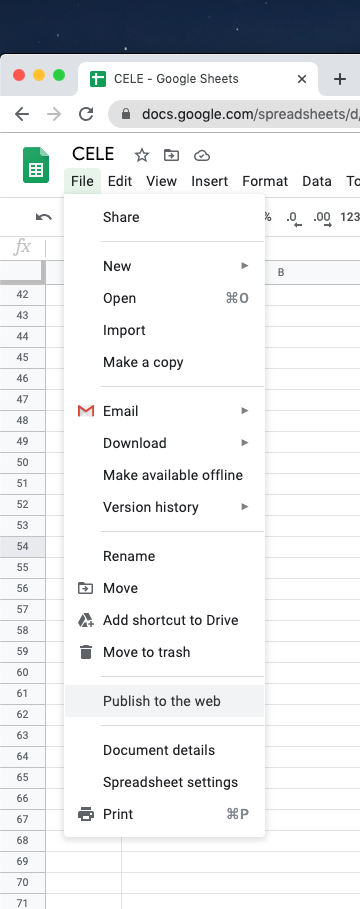 CELE - Google Sheets
docs.google.com/spreadsheets/d/
CELE
File Edit View Insert Format Data To
% .0 .00 123
fx
B
Share
New
Open ⌘O
Import
Make a copy
Email
Download
Make available offline
Version history
Rename
Move
Add shortcut to Drive
Move to trash
Publish to the web
Document details
Spreadsheet settings
Print ⌘P
42
43
44
45
46
47
48
49
50
51
52
53
54
55
56
57
58
59
60
61
62
63
64
65
66
67
68
69
70
71